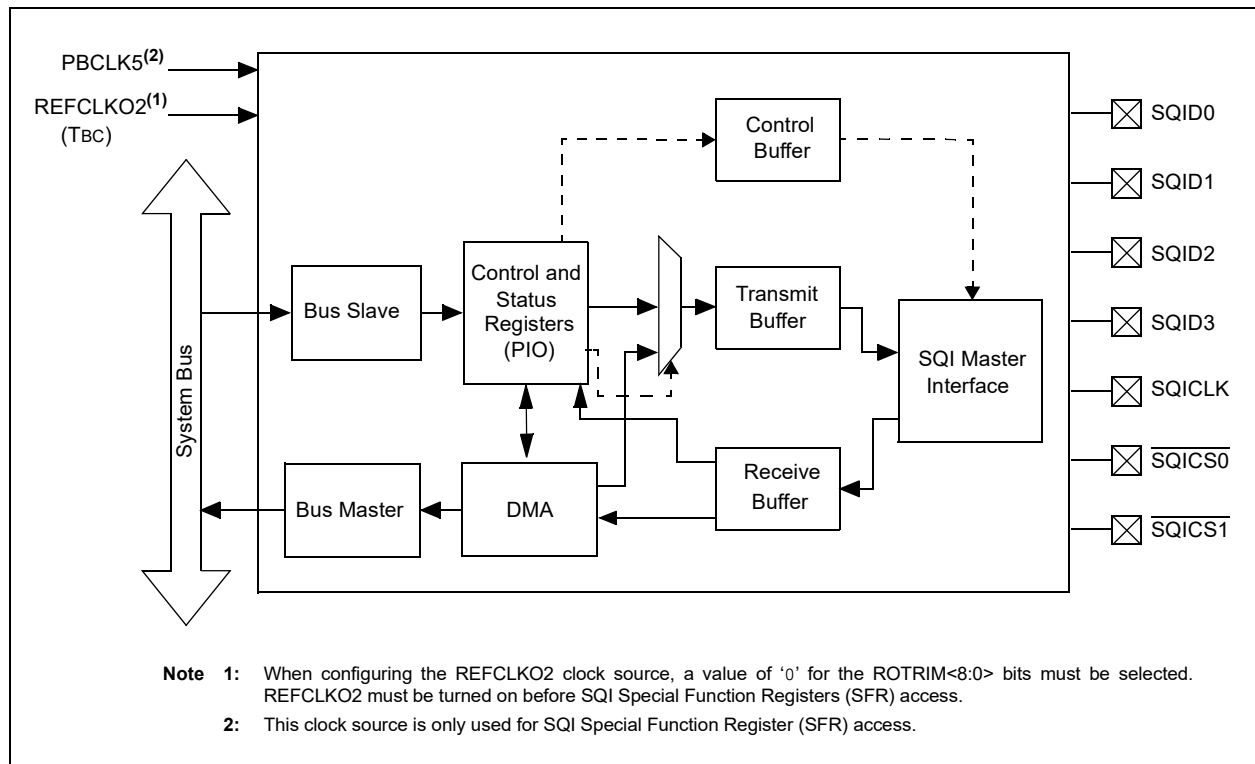 PBCLK5(2)
REFCLKO2(1)
(TBC)
System Bus
Bus Slave
Control and
Status
Registers
(PIO)
Control
Buffer
Transmit
Buffer
SQI Master
Interface
Bus Master
DMA
Receive
Buffer
SQID0
SQID1
SQID2
SQID3
SQICLK
SQICS0
SQICS1
Note 1: When configuring the REFCLKO2 clock source, a value of ‘0’ for the ROTRIM<8:0> bits must be selected.
REFCLKO2 must be turned on before SQI Special Function Registers (SFR) access.
2: This clock source is only used for SQI Special Function Register (SFR) access.